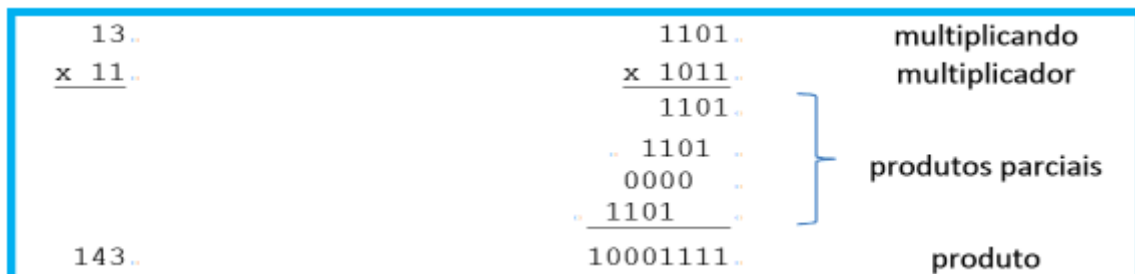 13 1101 multiplicando
x 11 x 1011 multiplicador
1101
1101
produtos parciais
0000
1101
143 10001111 produto